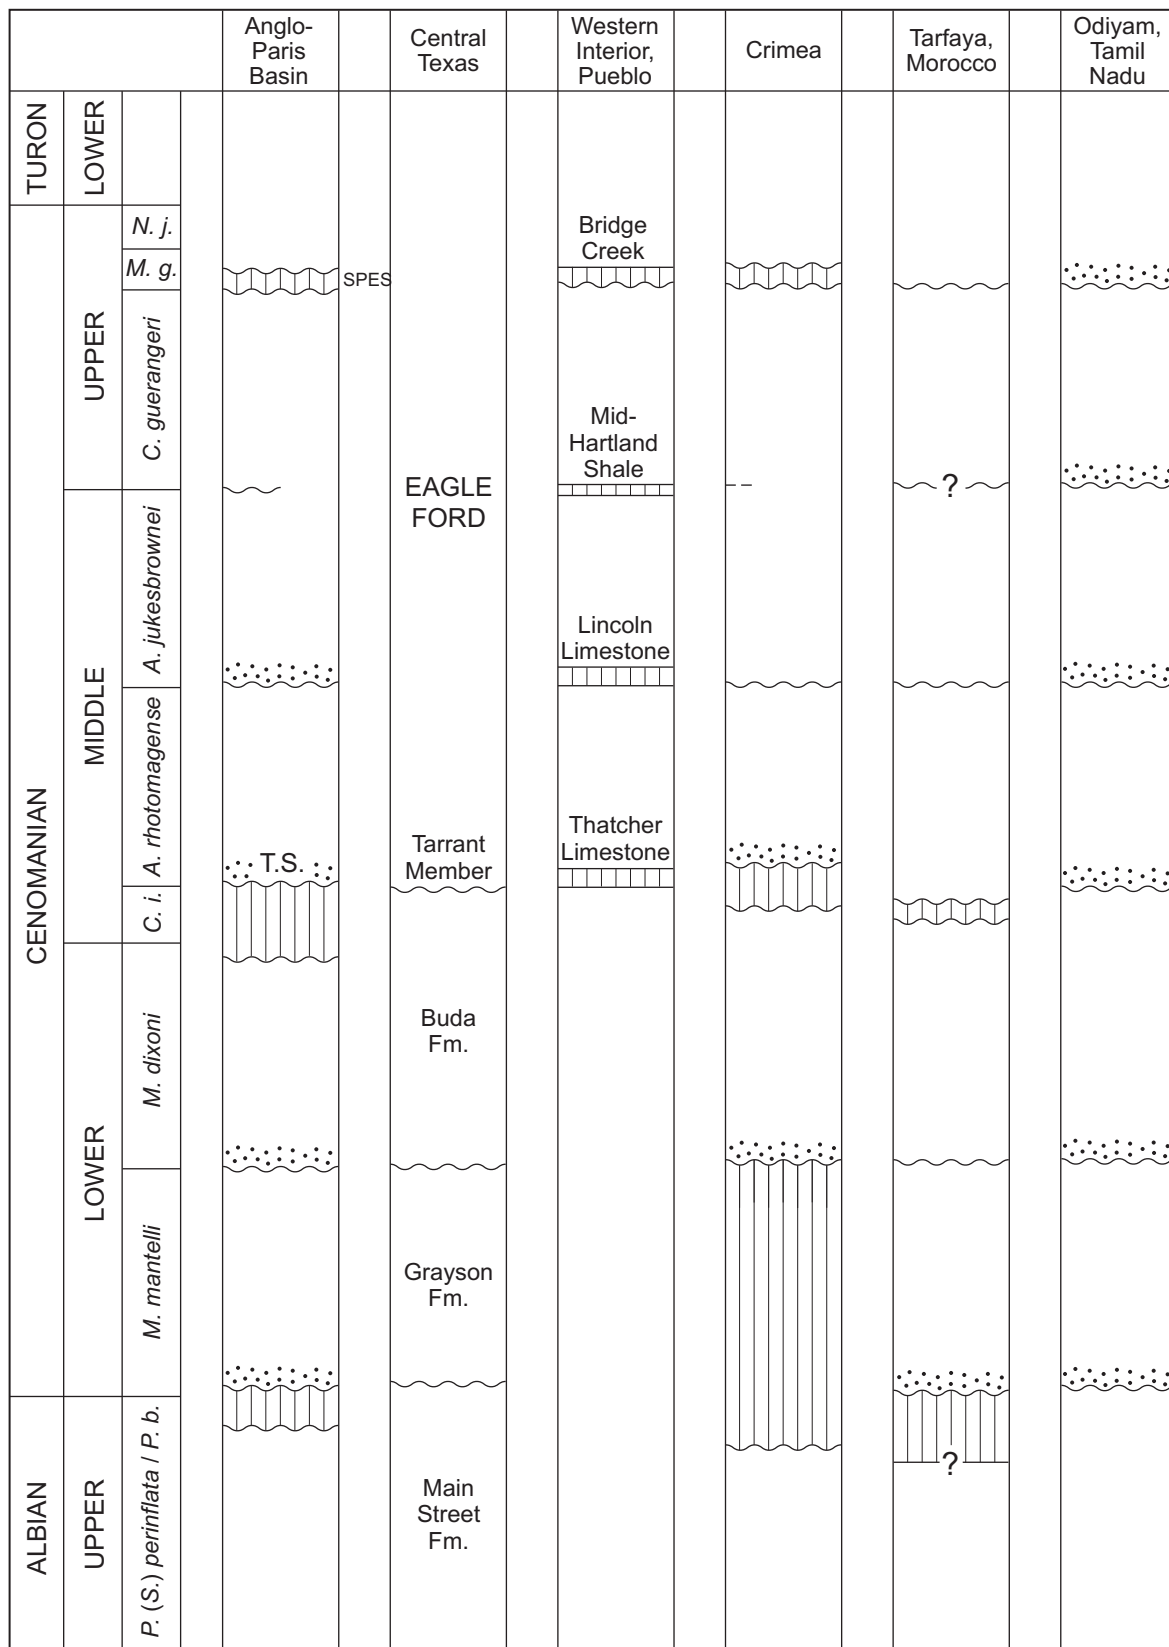 Anglo-
Paris
Basin
Central
Texas
Western
Interior,
Pueblo
Crimea
Tarfaya,
Morocco
Odiyam,
Tamil
Nadu
TURON
LOWER
CENOMANIAN
UPPER
N. j.
M. g.
C. guerangeri
MIDDLE
A. jukesbrownei
A. rhotomagense
C. i.
LOWER
M. dixoni
M. mantelli
ALBIAN
UPPER
P. (S.) perinflata / P. b.
SPES
T.S.
EAGLE
FORD
Tarrant
Member
Buda
Fm.
Grayson
Fm.
Main
Street
Fm.
Bridge
Creek
Mid-
Hartland
Shale
Lincoln
Limestone
Thatcher
Limestone
?
?